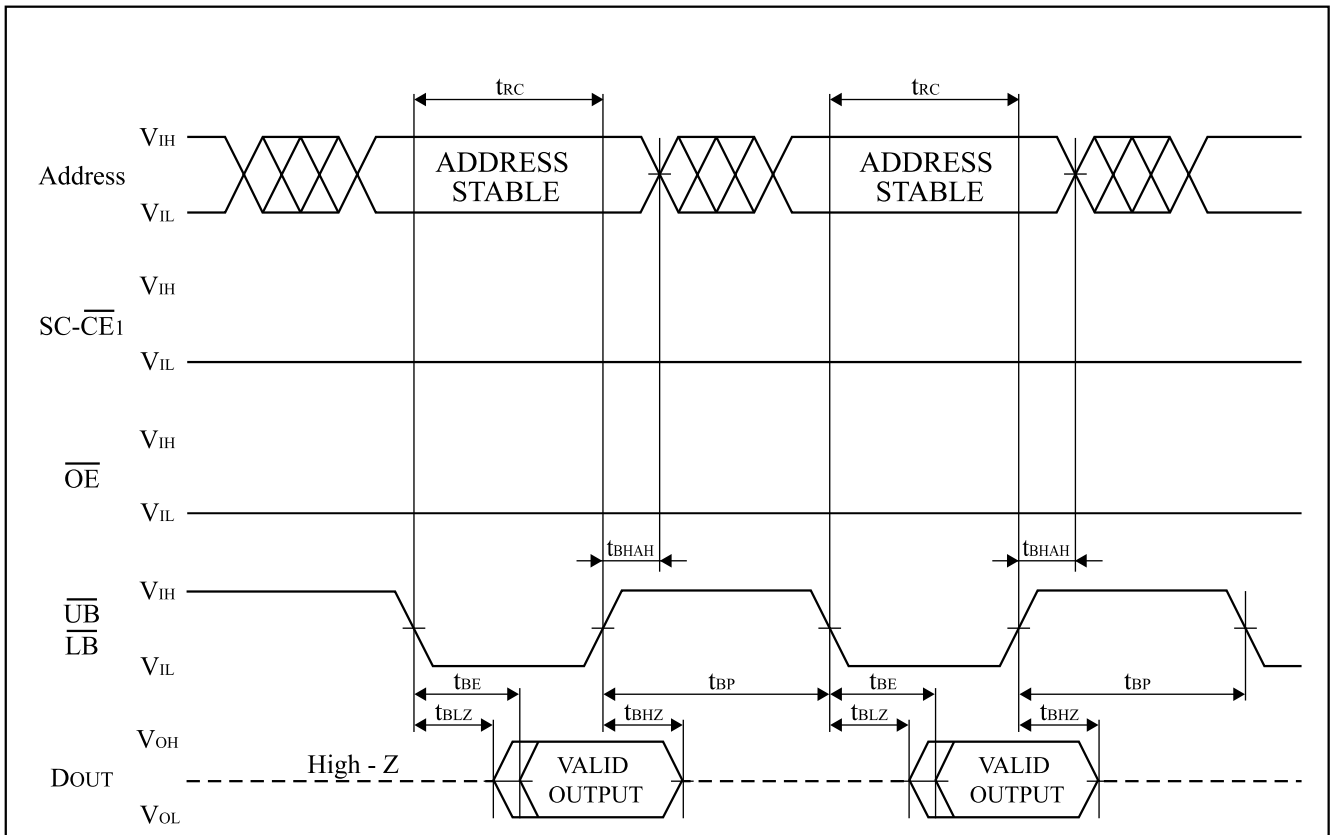 tRC tRC
VIH
Address ADDRESS STABLE ADDRESS STABLE
VIL
VIH
SC-CE1
VIL
VIH
OE
VIL
tBHAH tBHAH
VIH
UB
LB
VIL
tBE tBP tBE tBP
tBLZ tBHZ tBLZ tBHZ
VOH
High - Z
DOUT VALID OUTPUT VALID OUTPUT
VOL